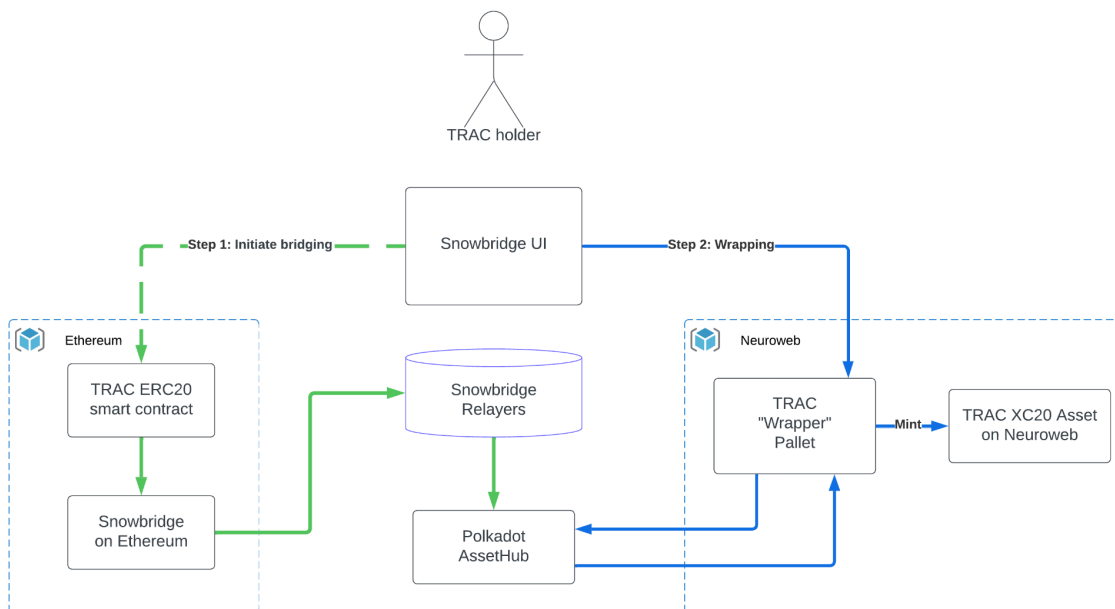 TRAC holder
Snowbridge UI
Step 1: Initiate bridging
Step 2: Wrapping
Ethereum
Neuroweb
TRAC ERC20
smart contract
Snowbridge
Relayers
TRAC
"Wrapper"
Pallet
Mint
TRAC XC20 Asset
on Neuroweb
Snowbridge
on Ethereum
Polkadot
AssetHub